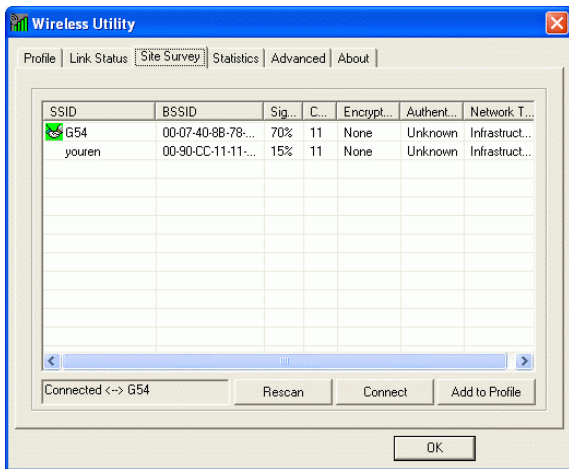 Wireless Utility
Profile Link Status Site Survey Statistics Advanced About
SSID BSSID Sig... C... Encrypt... Authent... Network T...
G54 00-07-40-8B-78-... 70% 11 None Unknown Infrastruct...
youren 00-90-CC-11-11-... 15% 11 None Unknown Infrastruct...
Connected <--> G54 Rescan Connect Add to Profile
OK